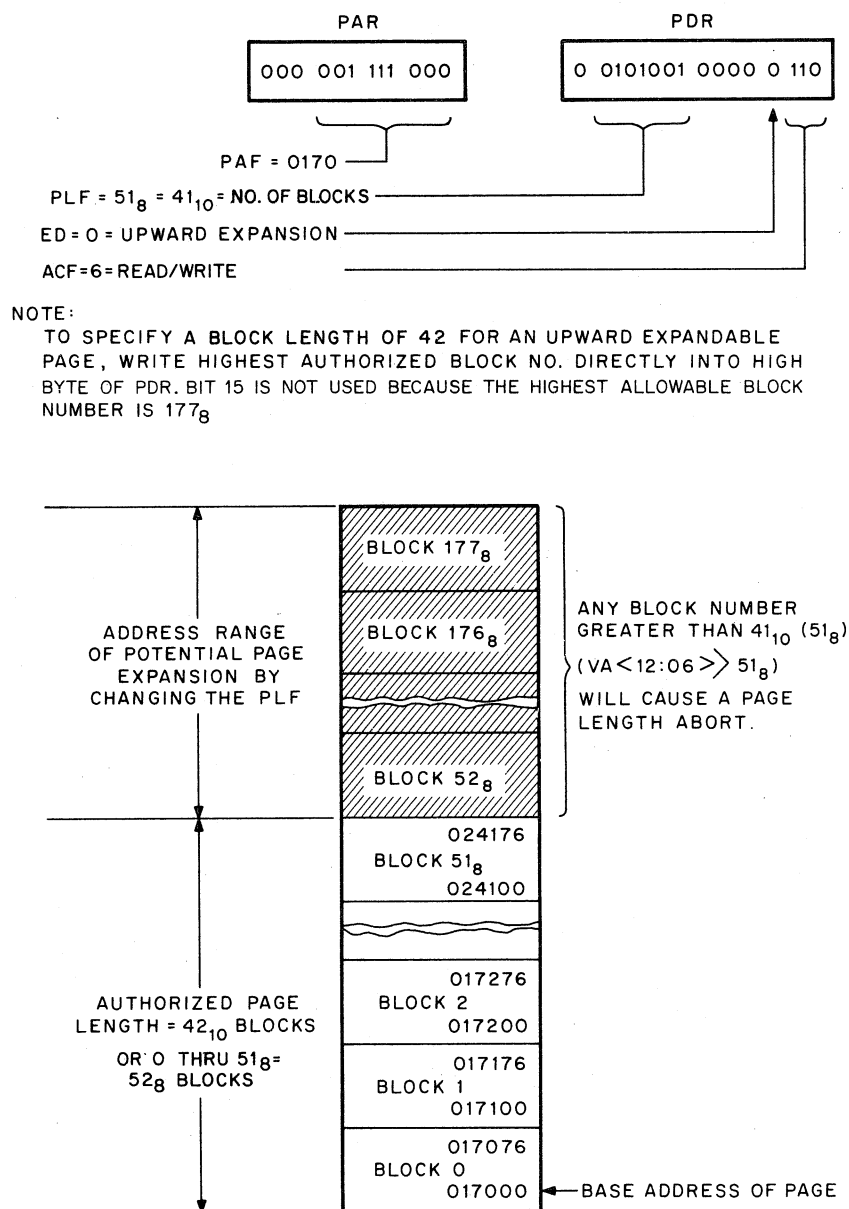 PAR PDR
000 001 111 000 0 0101001 0000 0 110
PAF = 0170
PLF = 51₈ = 41₁₀ = NO. OF BLOCKS
ED = 0 = UPWARD EXPANSION
ACF=6=READ/WRITE
NOTE:
TO SPECIFY A BLOCK LENGTH OF 42 FOR AN UPWARD EXPANDABLE
PAGE, WRITE HIGHEST AUTHORIZED BLOCK NO. DIRECTLY INTO HIGH
BYTE OF PDR. BIT 15 IS NOT USED BECAUSE THE HIGHEST ALLOWABLE BLOCK
NUMBER IS 177₈
BLOCK 177₈
BLOCK 176₈
BLOCK 52₈
ADDRESS RANGE
OF POTENTIAL PAGE
EXPANSION BY
CHANGING THE PLF
ANY BLOCK NUMBER
GREATER THAN 41₁₀ (51₈)
(VA<12:06>> 51₈)
WILL CAUSE A PAGE
LENGTH ABORT.
024176
BLOCK 51₈
024100
017276
BLOCK 2
017200
017176
BLOCK 1
017100
017076
BLOCK 0
017000
AUTHORIZED PAGE
LENGTH = 42₁₀ BLOCKS
OR 0 THRU 51₈=
52₈ BLOCKS
BASE ADDRESS OF PAGE